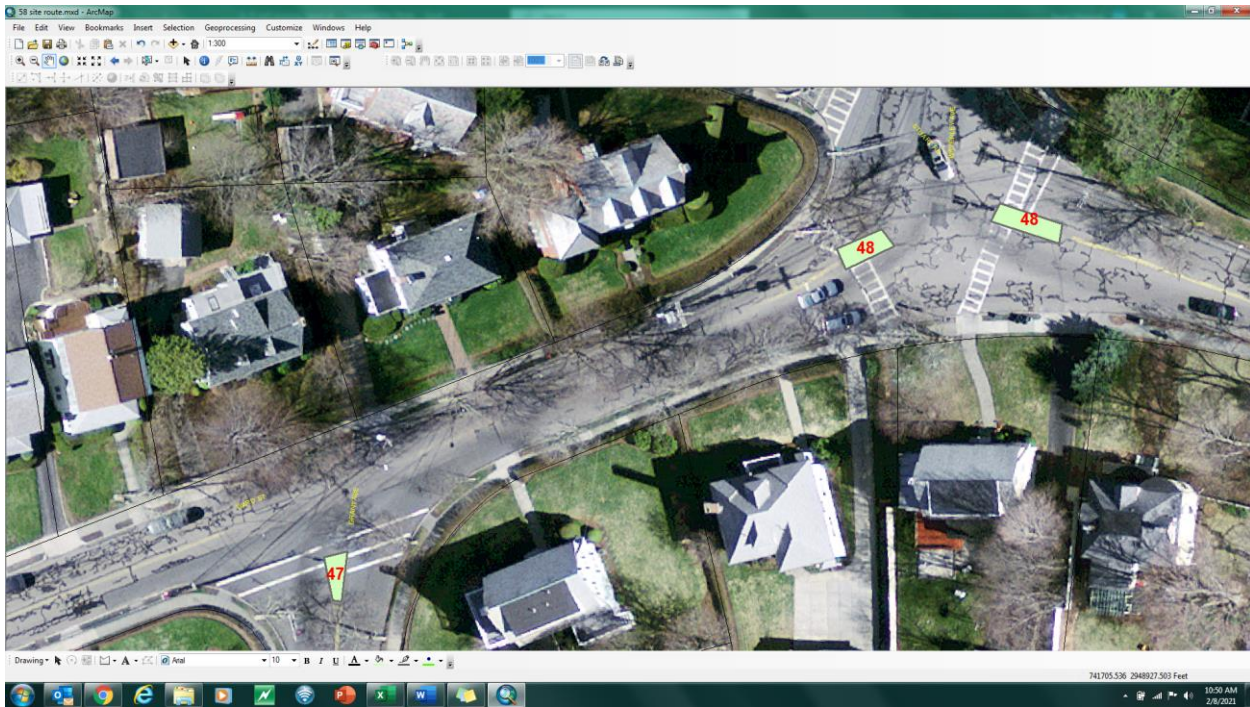 58 site route.mxd - ArcMap
File Edit View Bookmarks Insert Selection Geoprocessing Customize Windows Help
1:300
48
48
47
Drawing
A
Arial
10
B I U A
741705.536 2948927.503 Feet
10:50 AM
2/8/2021